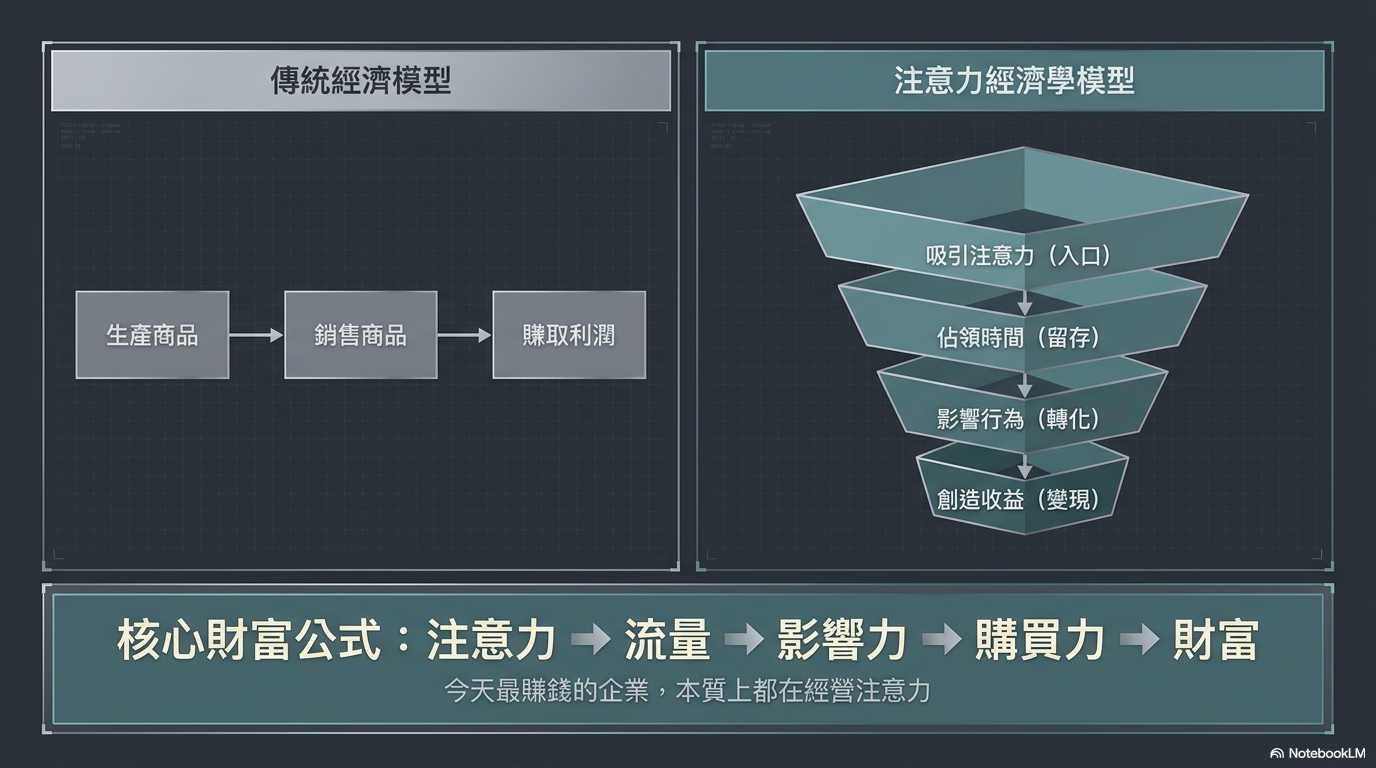 傳統經濟模型
生產商品
銷售商品
賺取利潤
注意力經濟學模型
吸引注意力（入口）
佔領時間（留存）
影響行為（轉化）
創造收益（變現）
核心財富公式：注意力 ➡ 流量 ➡ 影響力 ➡ 購買力 ➡ 財富
今天最賺錢的企業，本質上都在經營注意力
NotebookLM